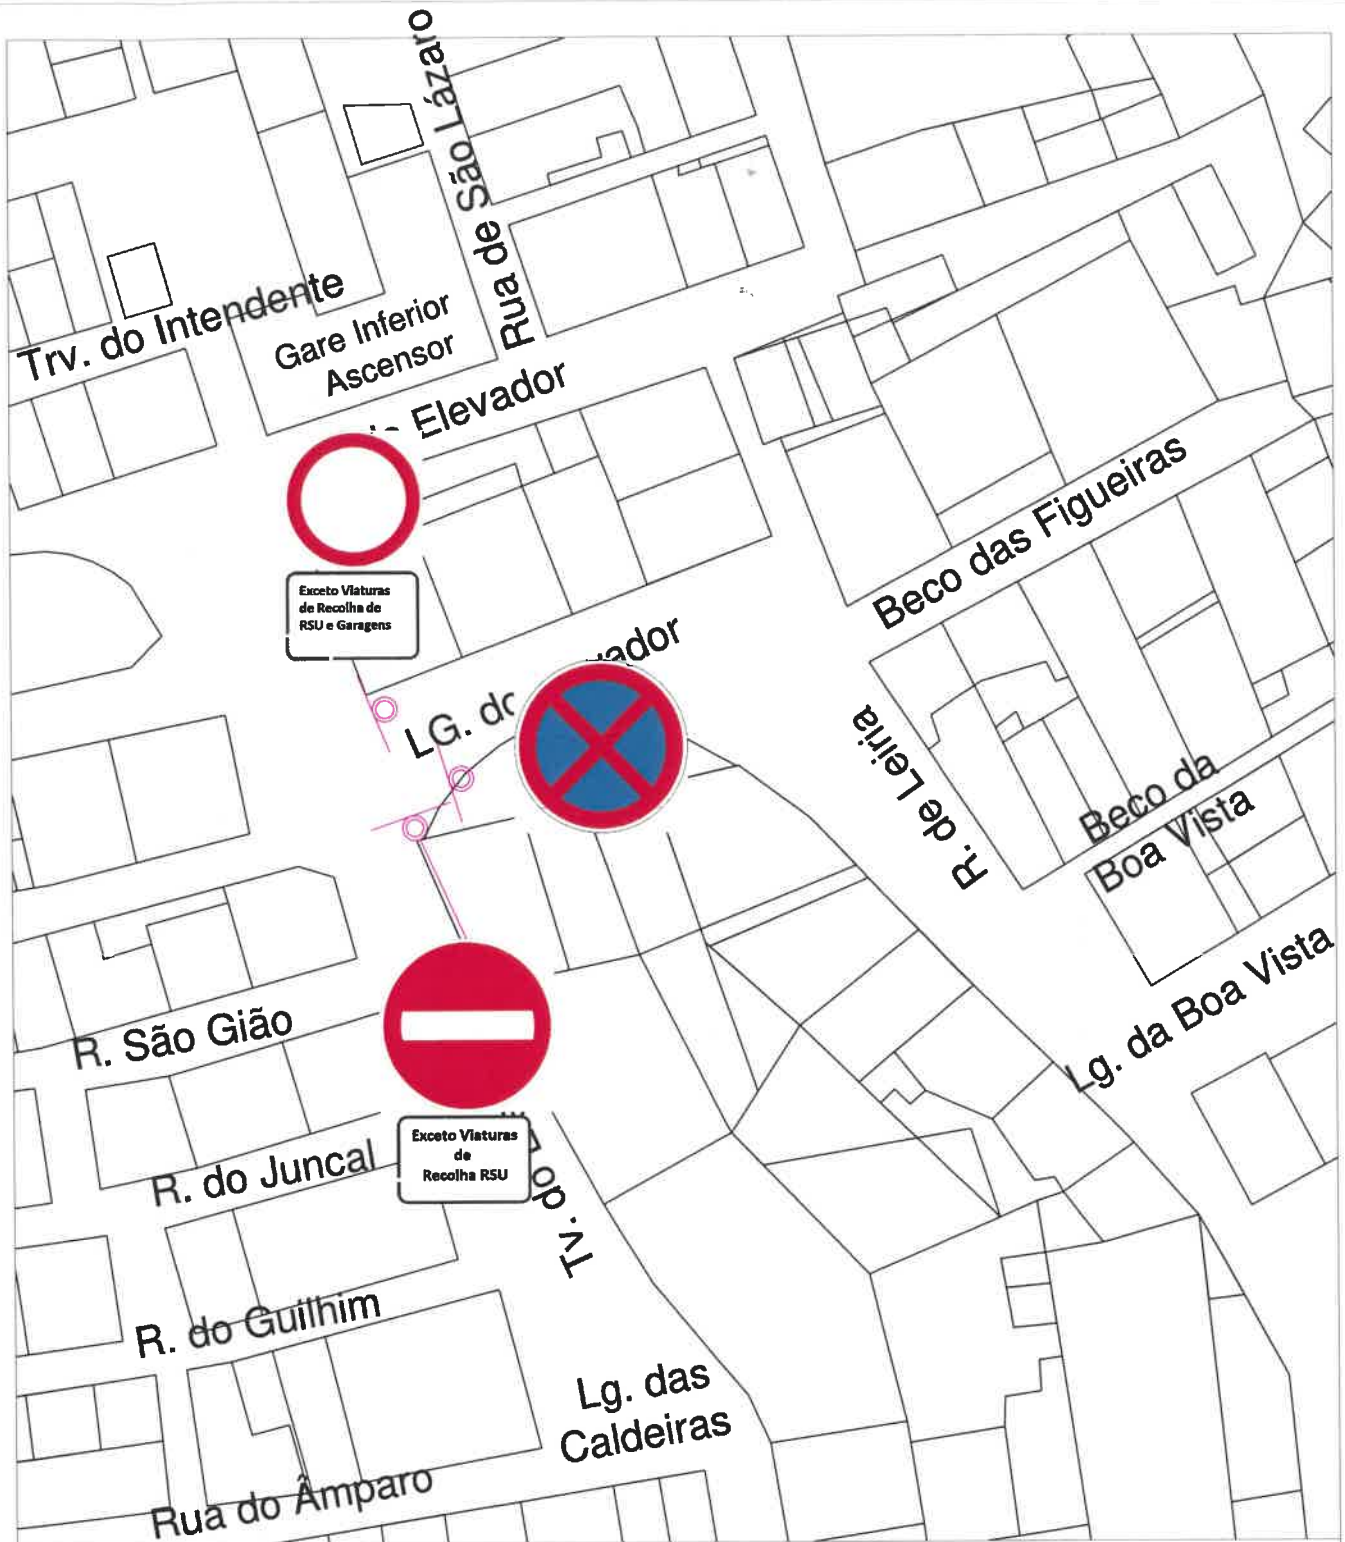 Rua de São Lázaro
Trv. do Intendente
Gare Inferior
Ascensor
Elevador
Exceto Viaturas
de Recolha de
RSU e Garagens
LG. do
Beco das Figueiras
R. de Leiria
Beco da
Boa Vista
Lg. da Boa Vista
R. São Gião
Exceto Viaturas
de
Recolha RSU
R. do Juncal
Tv. do
R. do Guilhim
Lg. das
Caldeiras
Rua do Âmparo